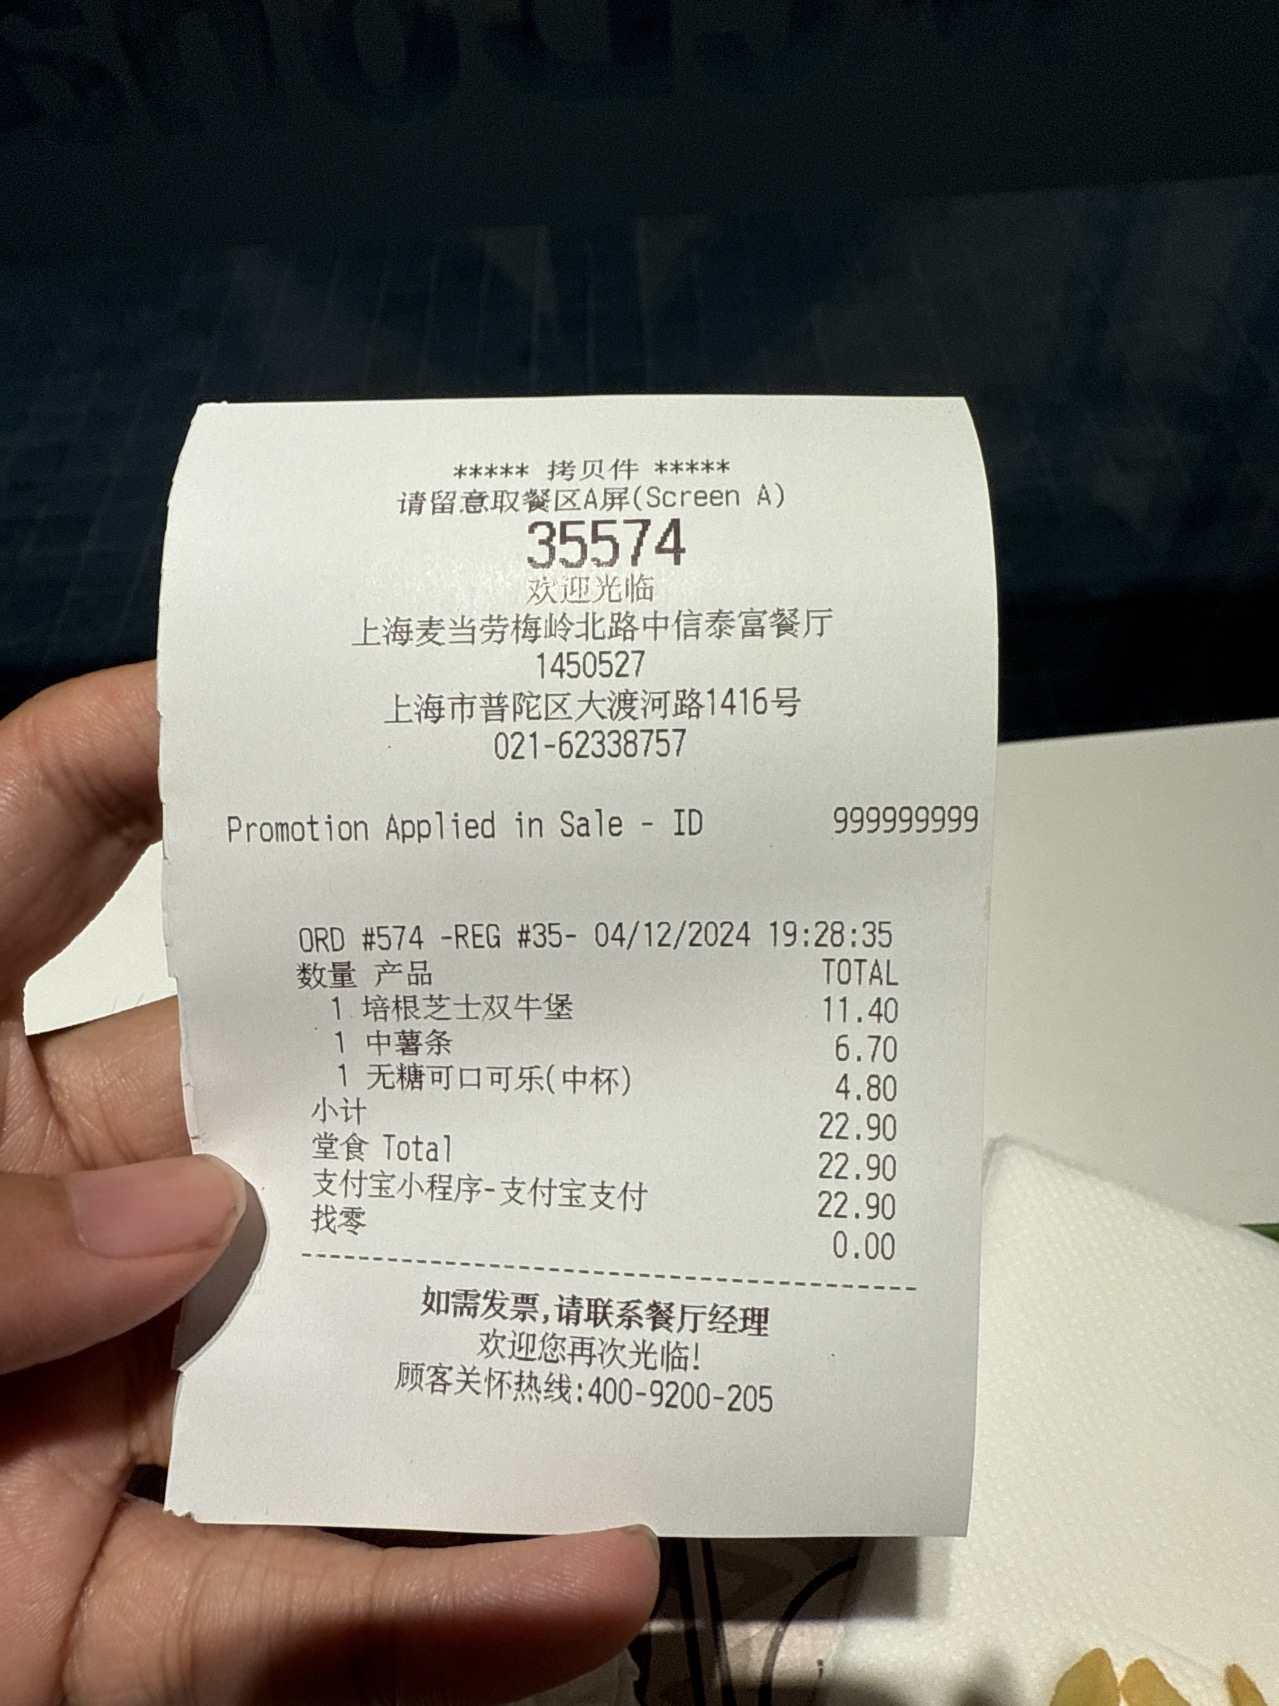 ***** 拷贝件 *****
请留意取餐区A屏(Screen A)
35574
欢迎光临
上海麦当劳梅岭北路中信泰富餐厅
1450527
上海市普陀区大渡河路1416号
021-62338757
Promotion Applied in Sale - ID 999999999
ORD #574 -REG #35- 04/12/2024 19:28:35
数量 产品 TOTAL
1 培根芝士双牛堡 11.40
1 中薯条 6.70
1 无糖可口可乐(中杯) 4.80
小计 22.90
堂食 Total 22.90
支付宝小程序-支付宝支付 22.90
找零 0.00
如需发票,请联系餐厅经理
欢迎您再次光临!
顾客关怀热线:400-9200-205